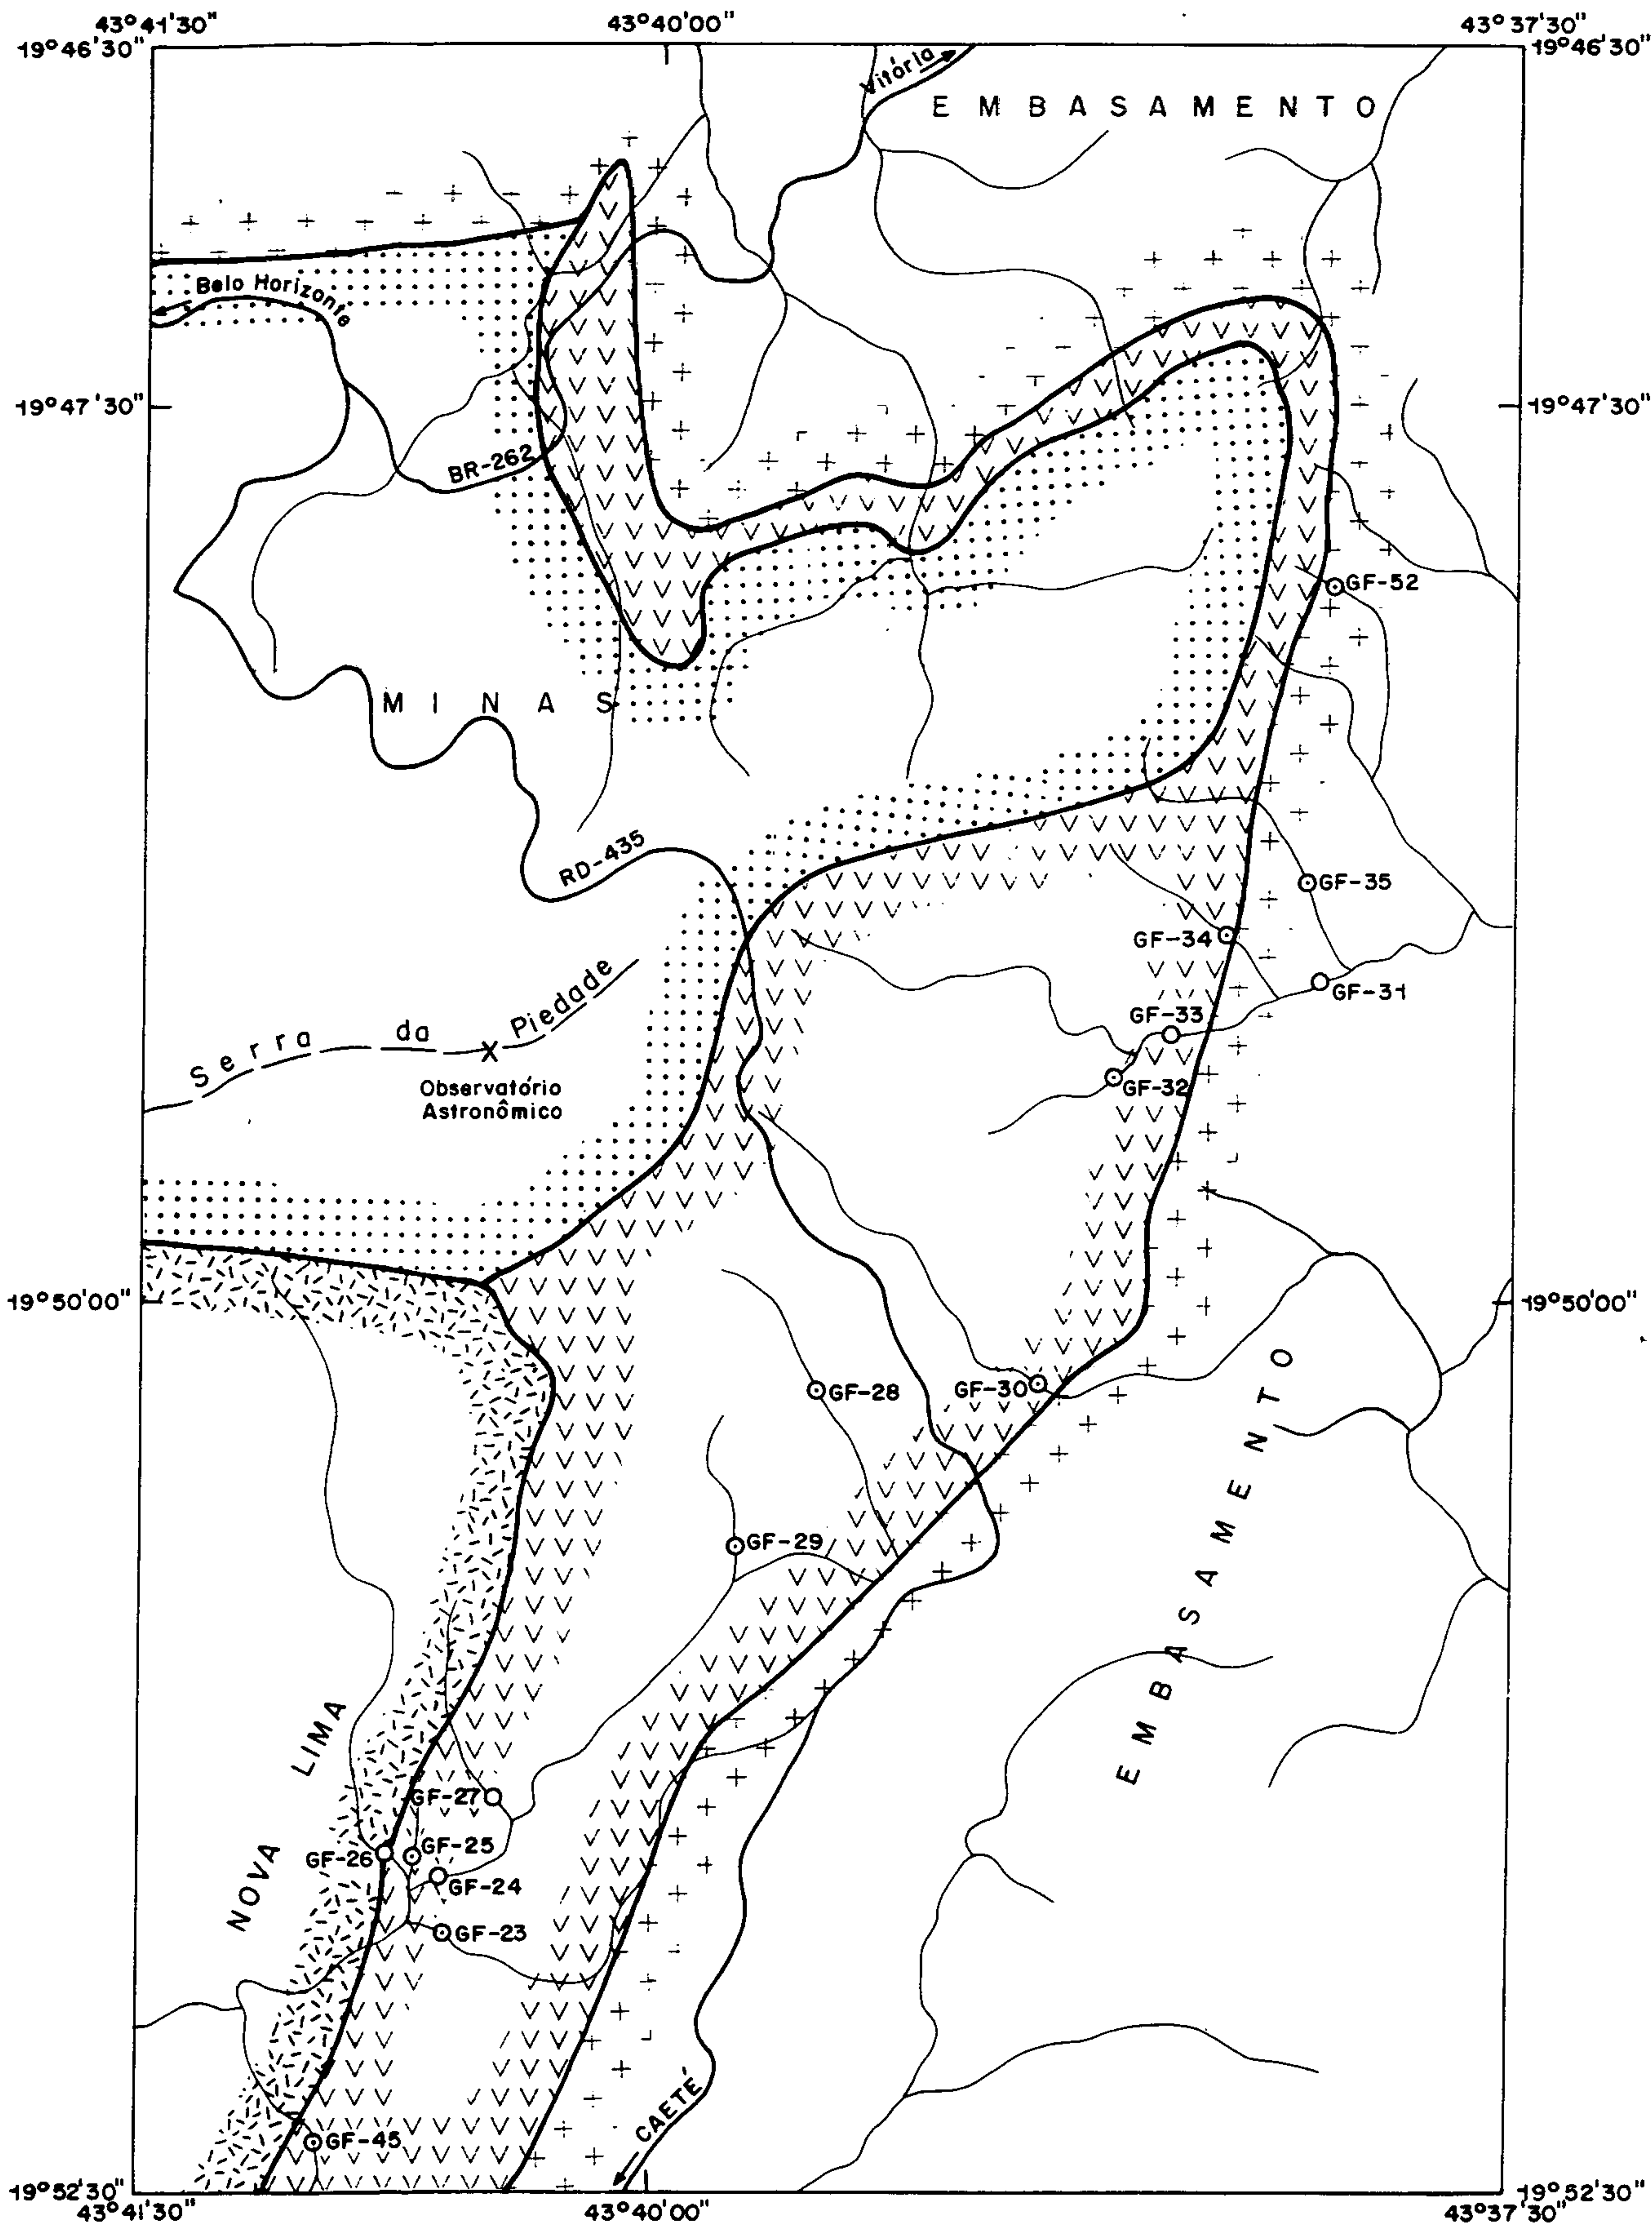 43°41'30" 43°40'00" 43°37'30"
19°46'30" 19°46'30"
Vitória
EMBASAMENTO
Belo Horizonte
19°47'30" 19°47'30"
BR-262
GF-52
MINAS
RD-435
GF-35
GF-34
GF-31
Serra da Piedade
GF-33
X
Observatório
Astronômico
GF-32
19°50'00" 19°50'00"
GF-28
GF-30
EMBASAMENTO
GF-29
NOVA LIMA
GF-27
GF-25
GF-26
GF-24
GF-23
CAETÉ
GF-45
19°52'30" 19°52'30"
43°41'30" 43°40'00" 43°37'30"